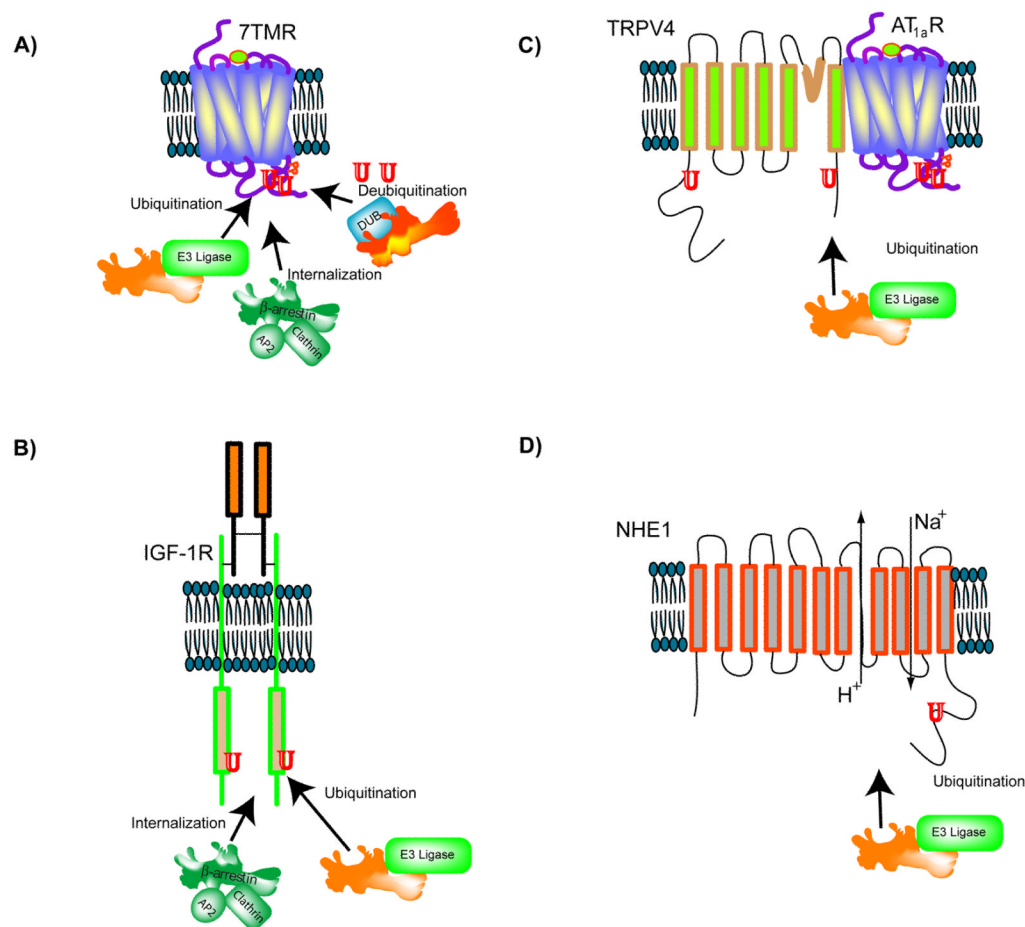 A)
7TMR
U U
U U
Ubiquitination
Deubiquitination
DUB
E3 Ligase
Internalization
β-arrestin
AP2
Clathrin
C)
TRPV4
AT1aR
U
U
U U
Ubiquitination
E3 Ligase
B)
IGF-1R
U
U
Ubiquitination
Internalization
E3 Ligase
β-arrestin
AP2
Clathrin
D)
NHE1
Na+
H+
U
Ubiquitination
E3 Ligase